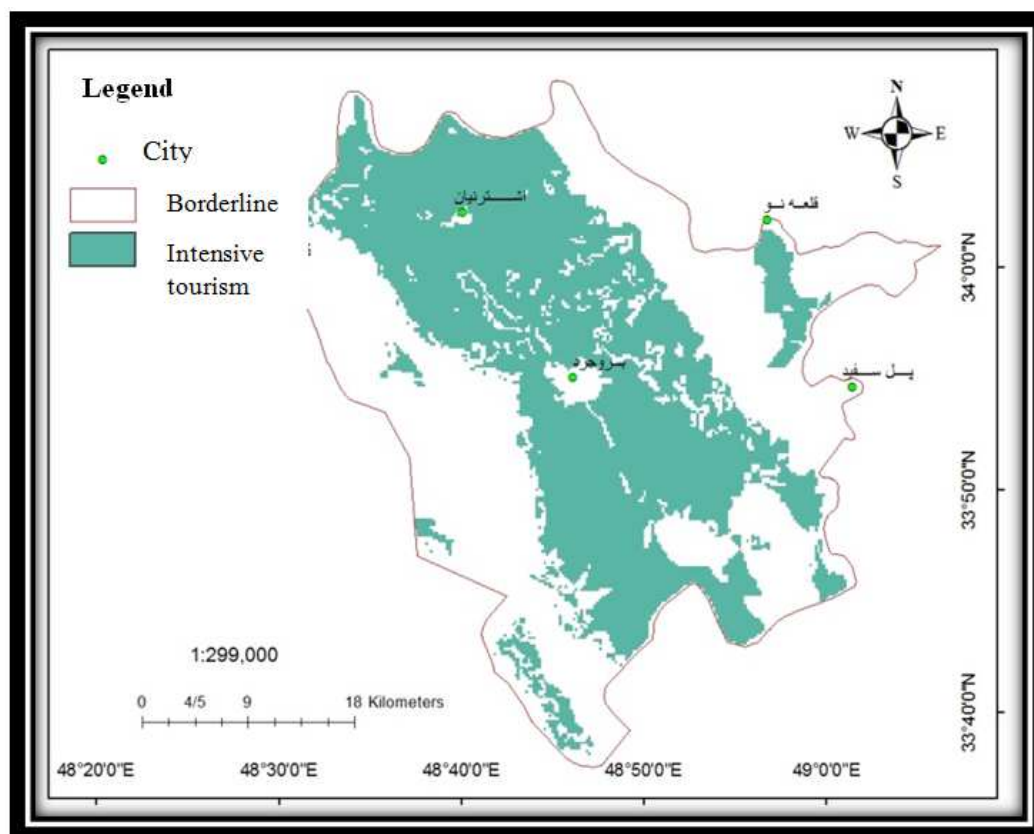 Legend
City
Borderline
Intensive
tourism
N
W
E
S
اشترنیان
قلعه نو
بروجرد
پل سفید
34°0'0"N
33°50'0"N
33°40'0"N
1:299,000
0 4/5 9 18 Kilometers
48°20'0"E 48°30'0"E 48°40'0"E 48°50'0"E 49°0'0"E